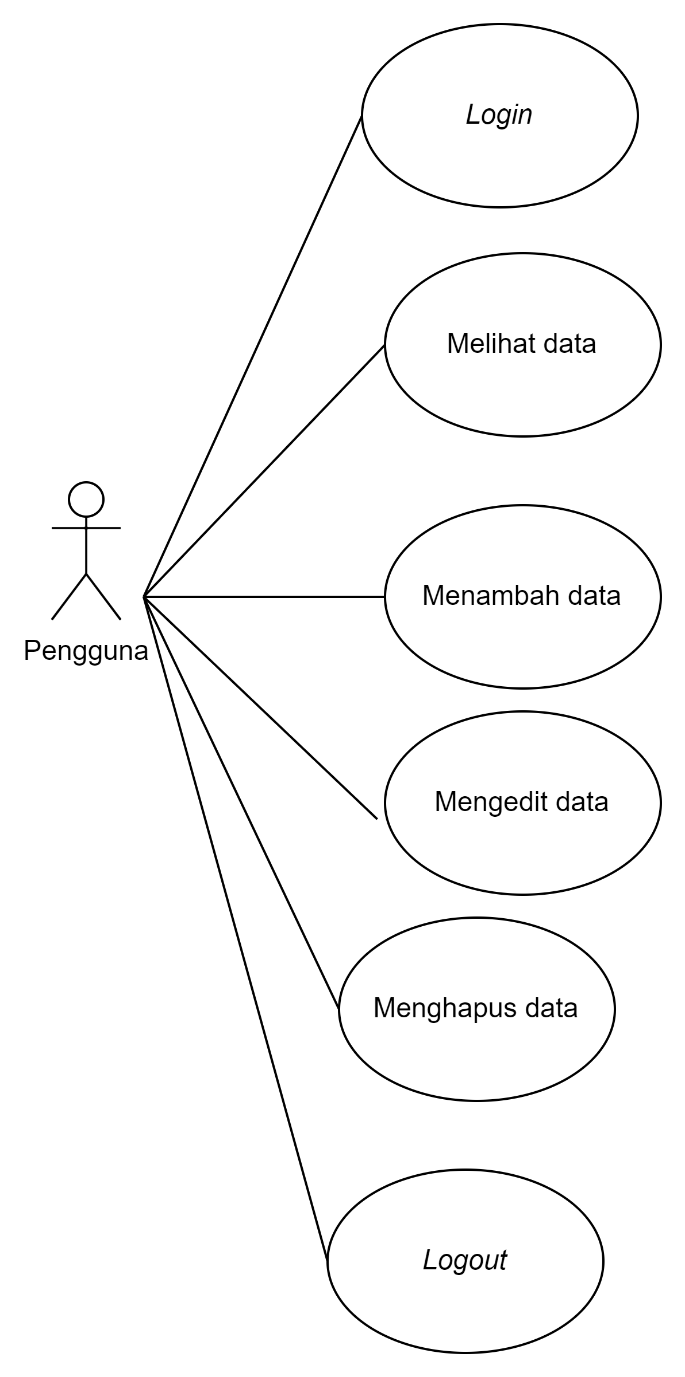 Login
Melihat data
Menambah data
Pengguna
Mengedit data
Menghapus data
Logout